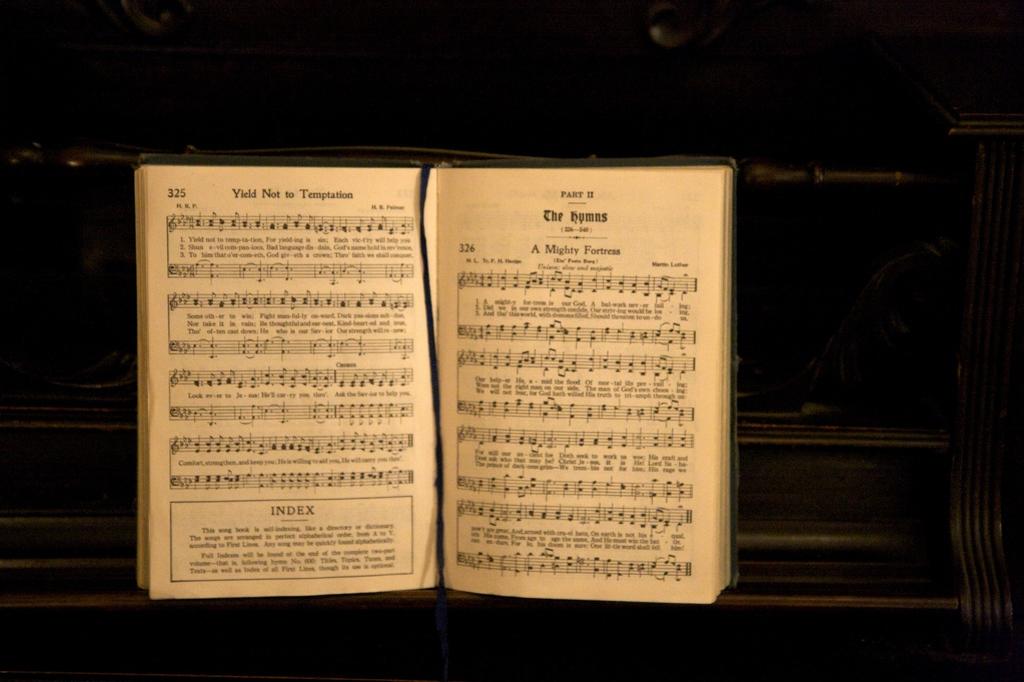 325 Yield Not to Temptation
H. R. P. H. R. Palmer
1. Yield not to temp-ta-tion, For yield-ing is sin; Each vic-t'ry will help you
2. Shun e-vil com-pan-ions, Bad language dis-dain, God's name hold in rev'rence,
3. To him that o'er-com-eth, God giv-eth a crown; Thro' faith we shall conquer,
Some oth-er to win; Fight man-ful-ly on-ward, Dark pas-sions sub-due,
Nor take it in vain; Be thoughtful and ear-nest, Kind-heart-ed and true,
Tho' of-ten cast down; He who is our Sav-ior Our strength will re-new;
Chorus
Look ev-er to Je-sus: He'll car-ry you thro'. Ask the Sav-ior to help you,
Comfort, strengthen, and keep you; He is willing to aid you, He will carry you thro'.
INDEX
This song book is self-indexing, like a directory or dictionary.
The songs are arranged in perfect alphabetical order, from A to Y,
according to First Lines. Any song may be quickly found alphabetically.
Full Indexes will be found at the end of the complete two-part
volume—that is, following hymn No. 600: Titles, Topics, Tunes, and
Texts—as well as Index of all First Lines, though its use is optional.
PART II
The Hymns
326 A Mighty Fortress
M. L. Tr. F. H. Hedge (Ein' Feste Burg) Martin Luther
Unison: slow and majestic
1. A might-y for-tress is our God, A bul-wark nev-er fail-ing;
2. Did we in our own strength confide, Our striv-ing would be los-ing,
3. And tho' this world, with demons filled, Should threaten to un-do us,
Our help-er He, a-mid the flood Of mor-tal ills pre-vail-ing;
Were not the right man on our side, The man of God's own choos-ing;
We will not fear, for God hath willed His truth to tri-umph through us:
For still our an-cient foe Doth seek to work us woe; His craft and
Dost ask who that may be? Christ Je-sus, it is He! Lord Sa-ba-
The prince of dark-ness grim—We trem-ble not for him; His rage we
pow'r are great, And, armed with cru-el hate, On earth is not his e-qual.
oth His name, From age to age the same, And He must win the bat-tle.
can en-dure, For lo, his doom is sure; One lit-tle word shall fell him!